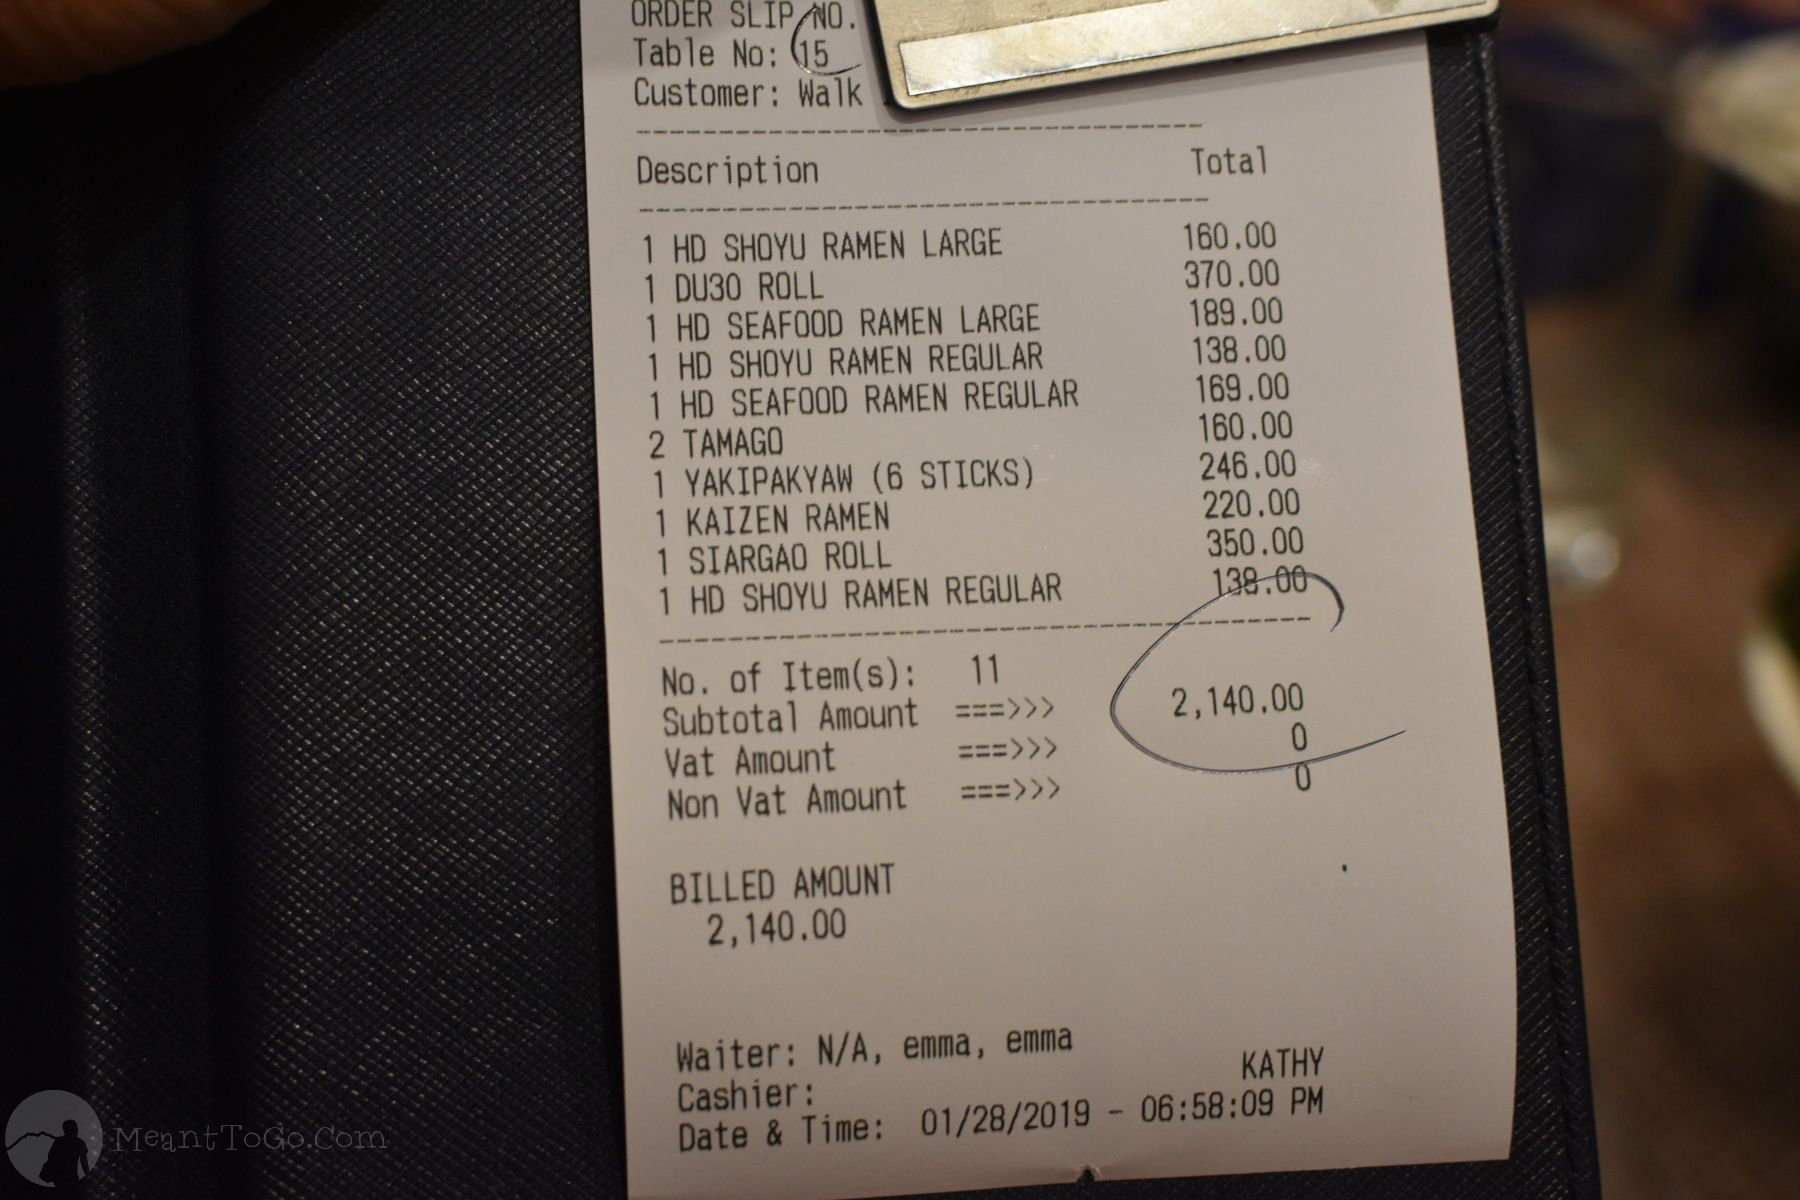 ORDER SLIP NO.
Table No: 15
Customer: Walk
Description Total
1 HD SHOYU RAMEN LARGE 160.00
1 DU30 ROLL 370.00
1 HD SEAFOOD RAMEN LARGE 189.00
1 HD SHOYU RAMEN REGULAR 138.00
1 HD SEAFOOD RAMEN REGULAR 169.00
2 TAMAGO 160.00
1 YAKIPAKYAW (6 STICKS) 246.00
1 KAIZEN RAMEN 220.00
1 SIARGAO ROLL 350.00
1 HD SHOYU RAMEN REGULAR 138.00
No. of Item(s): 11
Subtotal Amount ===>>> 2,140.00
Vat Amount ===>>> 0
Non Vat Amount ===>>> 0
BILLED AMOUNT
2,140.00
Waiter: N/A, emma, emma
Cashier: KATHY
Date & Time: 01/28/2019 - 06:58:09 PM
MeantToGo.Com